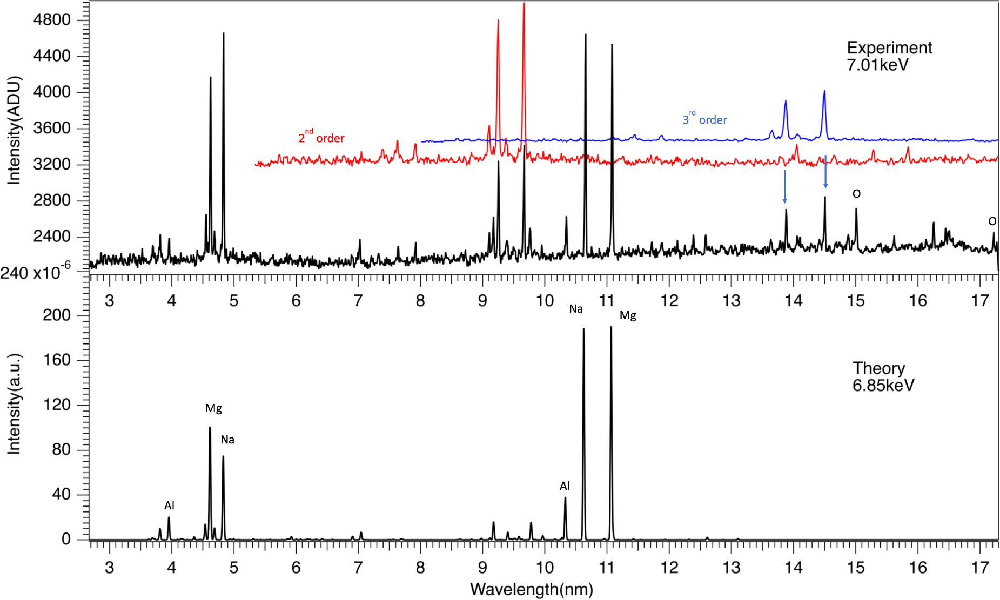 4800
4400
4000
3600
3200
2800
2400
240 x10-6
Intensity(ADU)
Experiment
7.01keV
2nd order
3rd order
O
O
3 4 5 6 7 8 9 10 11 12 13 14 15 16 17
200
160
120
80
40
0
Intensity(a.u.)
Na
Mg
Theory
6.85keV
Mg
Na
Al
Al
3 4 5 6 7 8 9 10 11 12 13 14 15 16 17
Wavelength(nm)